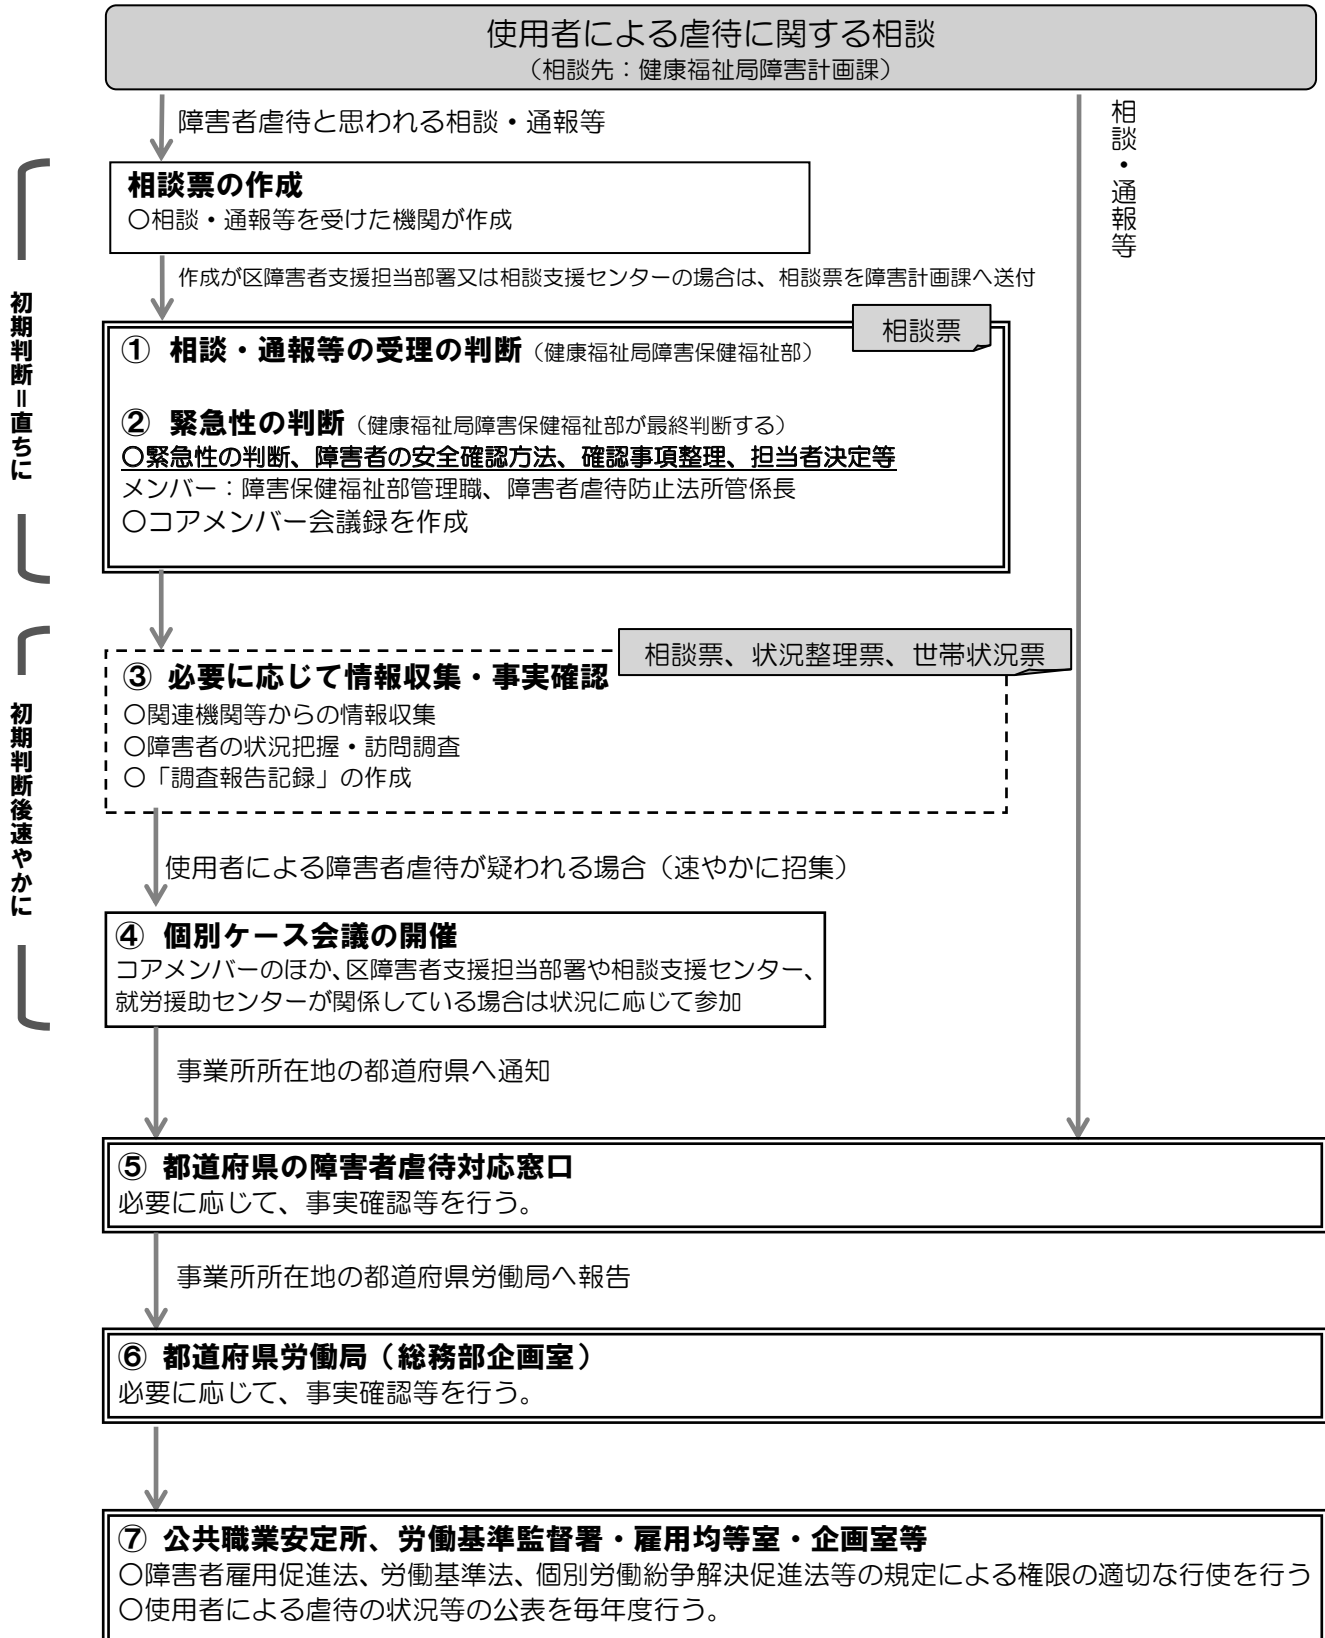 使用者による虐待に関する相談
（相談先：健康福祉局障害計画課）
障害者虐待と思われる相談・通報等
相談・通報等
初期判断＝直ちに
相談票の作成
〇相談・通報等を受けた機関が作成
作成が区障害者支援担当部署又は相談支援センターの場合は、相談票を障害計画課へ送付
相談票
① 相談・通報等の受理の判断（健康福祉局障害保健福祉部）
② 緊急性の判断（健康福祉局障害保健福祉部が最終判断する）
〇緊急性の判断、障害者の安全確認方法、確認事項整理、担当者決定等
メンバー：障害保健福祉部管理職、障害者虐待防止法所管係長
〇コアメンバー会議録を作成
初期判断後速やかに
相談票、状況整理票、世帯状況票
③ 必要に応じて情報収集・事実確認
〇関連機関等からの情報収集
〇障害者の状況把握・訪問調査
〇「調査報告記録」の作成
使用者による障害者虐待が疑われる場合（速やかに招集）
④ 個別ケース会議の開催
コアメンバーのほか、区障害者支援担当部署や相談支援センター、
就労援助センターが関係している場合は状況に応じて参加
事業所所在地の都道府県へ通知
⑤ 都道府県の障害者虐待対応窓口
必要に応じて、事実確認等を行う。
事業所所在地の都道府県労働局へ報告
⑥ 都道府県労働局（総務部企画室）
必要に応じて、事実確認等を行う。
⑦ 公共職業安定所、労働基準監督署・雇用均等室・企画室等
〇障害者雇用促進法、労働基準法、個別労働紛争解決促進法等の規定による権限の適切な行使を行う
〇使用者による虐待の状況等の公表を毎年度行う。